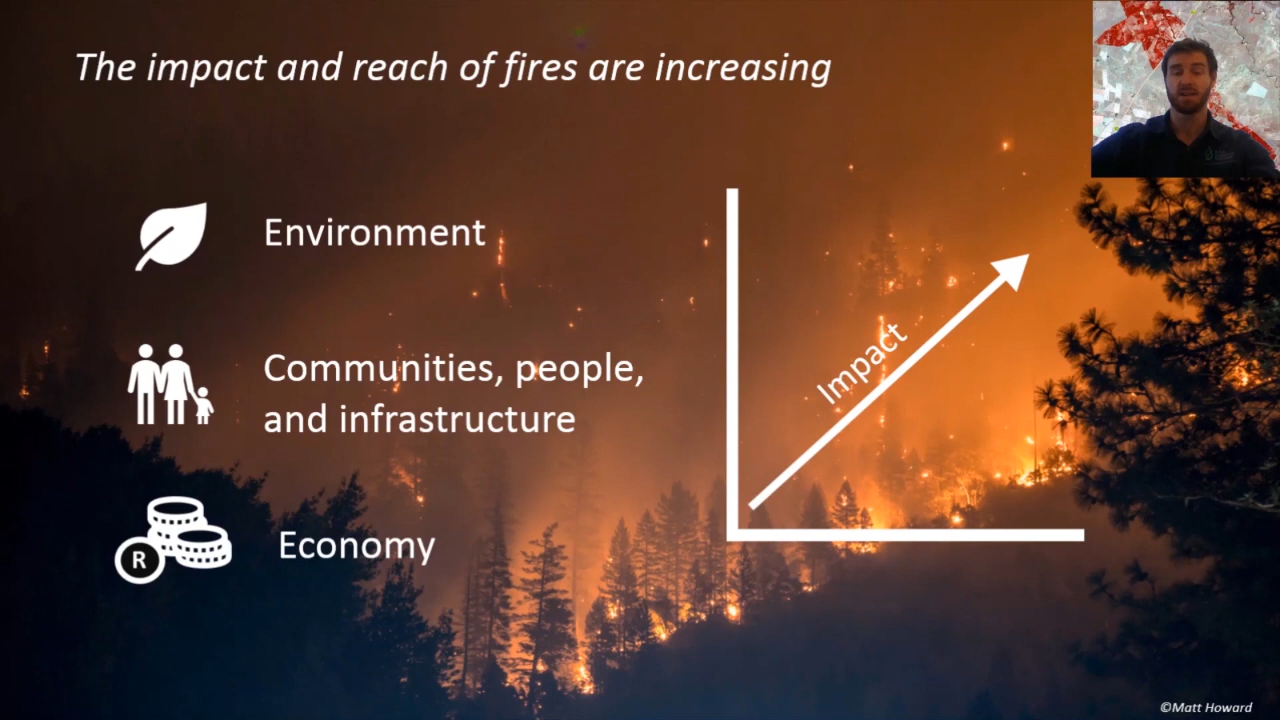 The impact and reach of fires are increasing
Environment
Communities, people,
and infrastructure
R
Economy
Impact
©Matt Howard